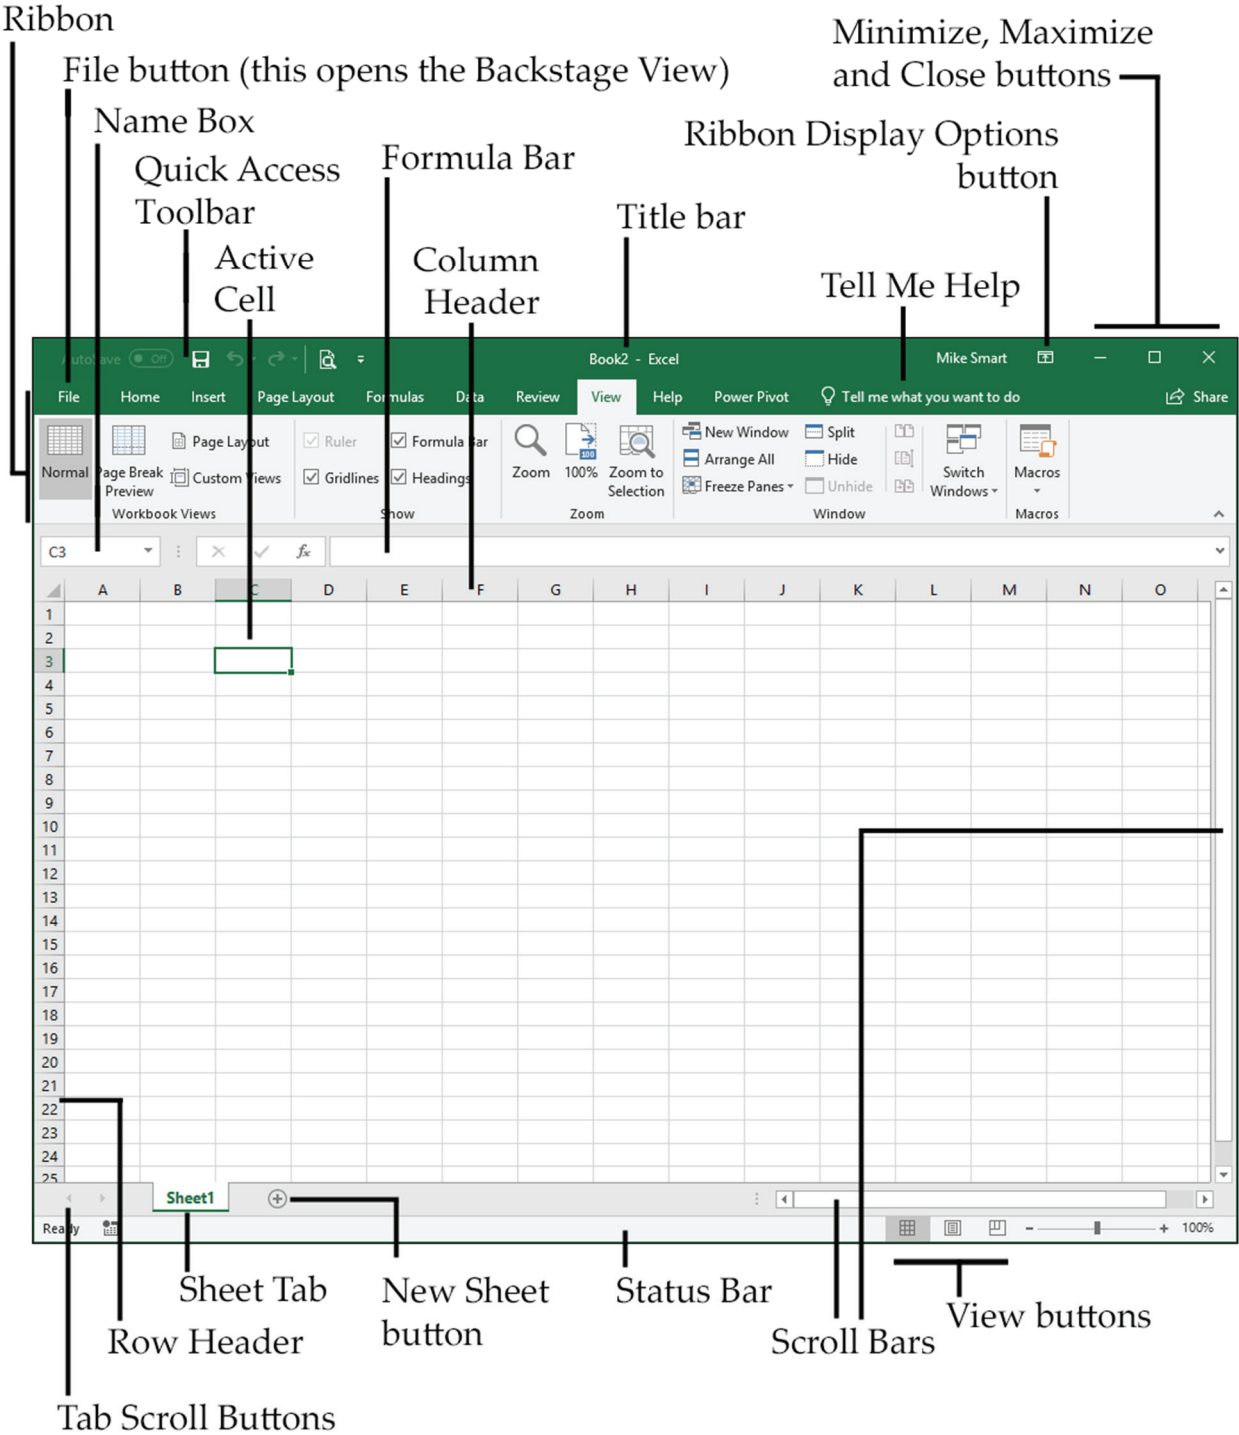 Ribbon
File button (this opens the Backstage View)
Minimize, Maximize
and Close buttons
Name Box
Quick Access
Toolbar
Formula Bar
Ribbon Display Options
button
Title bar
Active
Cell
Column
Header
Tell Me Help
AutoSave Off
Book2 - Excel
Mike Smart
File Home Insert Page Layout Formulas Data Review View Help Power Pivot Tell me what you want to do Share
Normal
Page Break
Preview
Page Layout
Custom Views
Workbook Views
Ruler
Formula Bar
Gridlines
Headings
Show
Zoom
100
100%
Zoom to
Selection
Zoom
New Window
Arrange All
Freeze Panes
Split
Hide
Unhide
Switch
Windows
Window
Macros
Macros
C3
fx
A B C D E F G H I J K L M N O
1
2
3
4
5
6
7
8
9
10
11
12
13
14
15
16
17
18
19
20
21
22
23
24
25
Sheet1
Ready
100%
Sheet Tab
New Sheet
button
Status Bar
View buttons
Row Header
Scroll Bars
Tab Scroll Buttons